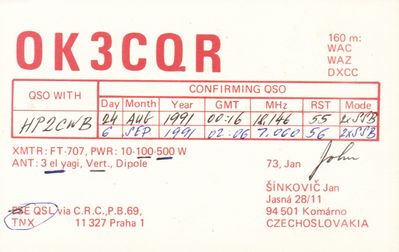 OK3CQR
160 m:
WAC
WAZ
DXCC
QSO WITH
CONFIRMING QSO
Day Month Year GMT MHz RST Mode
HP2CWB
24 AUG 1991 00:16 18,146 55 2xSSB
6 SEP 1991 02:06 7.060 56 2xSSB
XMTR: FT-707, PWR: 10-100-500 W
ANT: 3 el yagi, Vert., Dipole
73, Jan John
PSE QSL via C.R.C., P.B. 69,
TNX 11 327 Praha 1
ŠINKOVIČ Jan
Jasná 28/11
945 01 Komárno
CZECHOSLOVAKIA